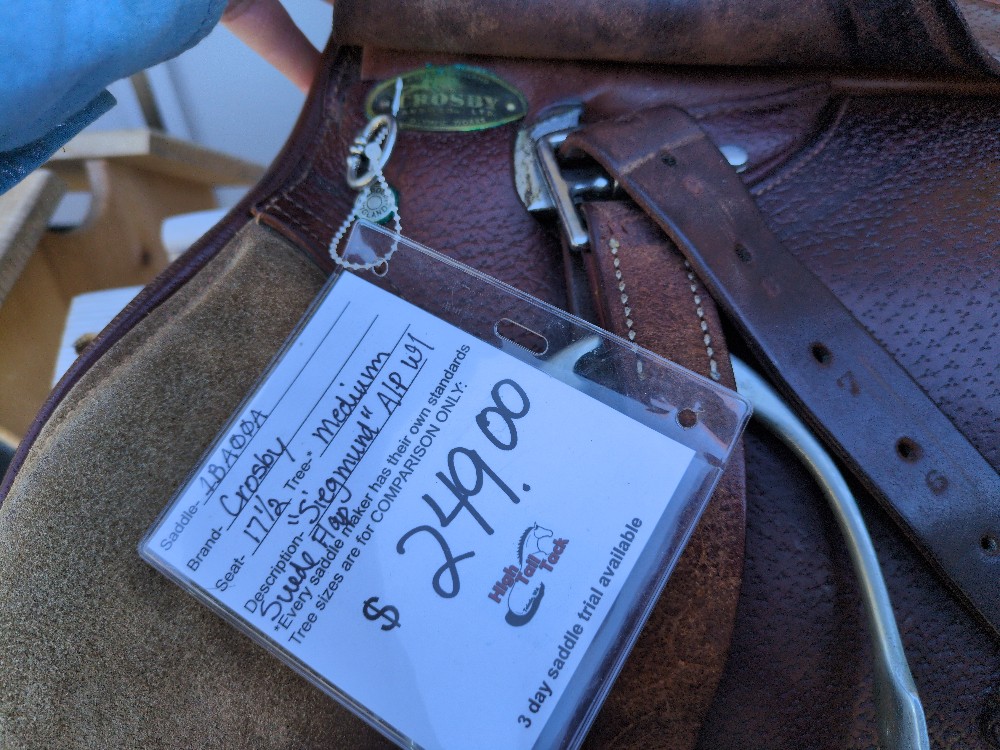 CROSBY
Saddle- 1BA00A
Brand- Crosby
Seat- 17 1/2 Tree- Medium
Description- "Siegmund" A/P w/
Suede Flap
*Every saddle maker has their own standards
Tree sizes are for COMPARISON ONLY:
$ 249.00
High
Tail
Tack
3 day saddle trial available
7
6